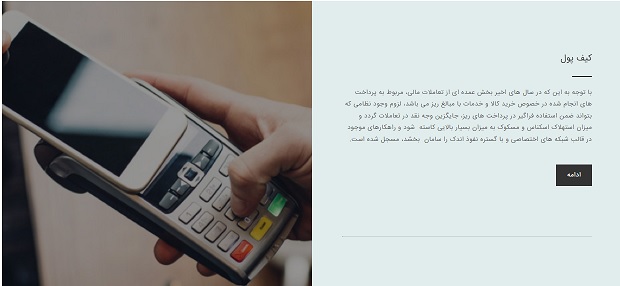 کیف پول
با توجه به این که در سال های اخیر بخش عمده ای از تعاملات مالی، مربوط به پرداخت
های انجام شده در خصوص خرید کالا و خدمات با مبالغ ریز می باشد، لزوم وجود نظامی که
بتواند ضمن استفاده فراگیر در پرداخت های ریز، جایگزین وجه نقد در تعاملات گردد و
میزان استهلاک اسکناس و مسکوک به میزان بسیار بالایی کاسته شود و راهکارهای موجود
در قالب شبکه های اختصاصی و با گستره نفوذ اندک را سامان بخشد، مسجل شده است.
ادامه